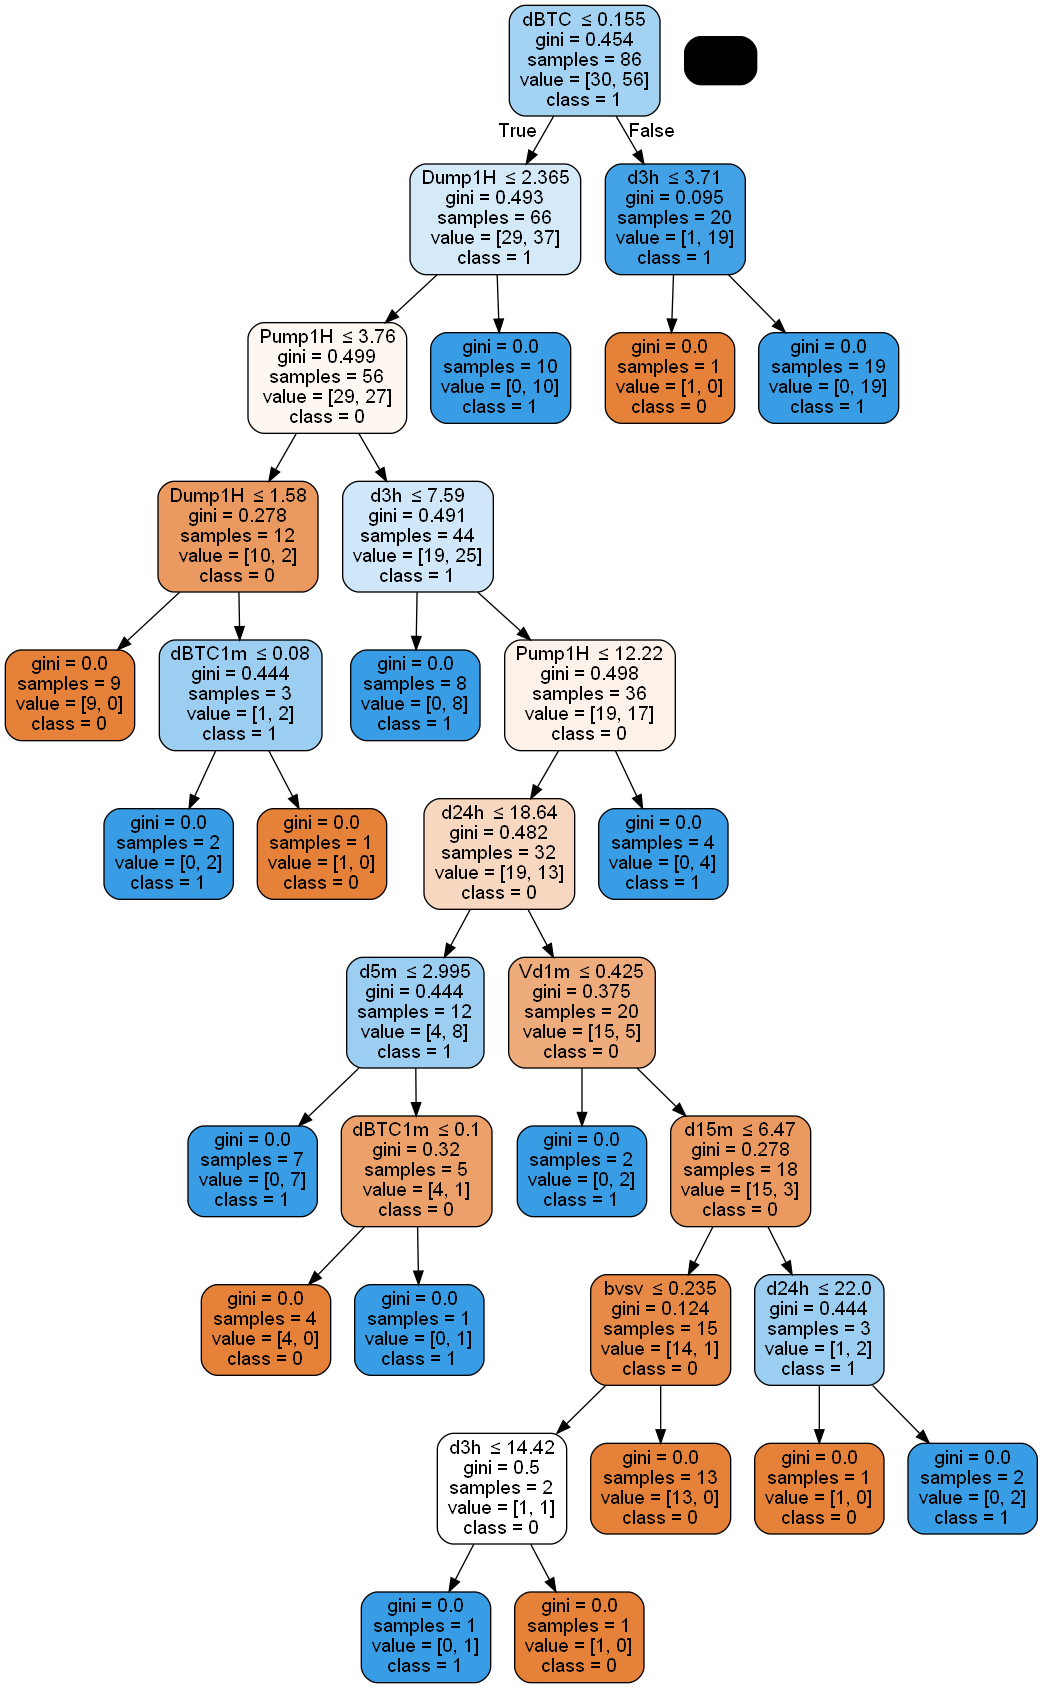 dBTC ≤ 0.155
gini = 0.454
samples = 86
value = [30, 56]
class = 1
True
False
Dump1H ≤ 2.365
gini = 0.493
samples = 66
value = [29, 37]
class = 1
d3h ≤ 3.71
gini = 0.095
samples = 20
value = [1, 19]
class = 1
Pump1H ≤ 3.76
gini = 0.499
samples = 56
value = [29, 27]
class = 0
gini = 0.0
samples = 10
value = [0, 10]
class = 1
gini = 0.0
samples = 1
value = [1, 0]
class = 0
gini = 0.0
samples = 19
value = [0, 19]
class = 1
Dump1H ≤ 1.58
gini = 0.278
samples = 12
value = [10, 2]
class = 0
d3h ≤ 7.59
gini = 0.491
samples = 44
value = [19, 25]
class = 1
gini = 0.0
samples = 9
value = [9, 0]
class = 0
dBTC1m ≤ 0.08
gini = 0.444
samples = 3
value = [1, 2]
class = 1
gini = 0.0
samples = 8
value = [0, 8]
class = 1
Pump1H ≤ 12.22
gini = 0.498
samples = 36
value = [19, 17]
class = 0
gini = 0.0
samples = 2
value = [0, 2]
class = 1
gini = 0.0
samples = 1
value = [1, 0]
class = 0
d24h ≤ 18.64
gini = 0.482
samples = 32
value = [19, 13]
class = 0
gini = 0.0
samples = 4
value = [0, 4]
class = 1
d5m ≤ 2.995
gini = 0.444
samples = 12
value = [4, 8]
class = 1
Vd1m ≤ 0.425
gini = 0.375
samples = 20
value = [15, 5]
class = 0
gini = 0.0
samples = 7
value = [0, 7]
class = 1
dBTC1m ≤ 0.1
gini = 0.32
samples = 5
value = [4, 1]
class = 0
gini = 0.0
samples = 2
value = [0, 2]
class = 1
d15m ≤ 6.47
gini = 0.278
samples = 18
value = [15, 3]
class = 0
gini = 0.0
samples = 4
value = [4, 0]
class = 0
gini = 0.0
samples = 1
value = [0, 1]
class = 1
bvsv ≤ 0.235
gini = 0.124
samples = 15
value = [14, 1]
class = 0
d24h ≤ 22.0
gini = 0.444
samples = 3
value = [1, 2]
class = 1
d3h ≤ 14.42
gini = 0.5
samples = 2
value = [1, 1]
class = 0
gini = 0.0
samples = 13
value = [13, 0]
class = 0
gini = 0.0
samples = 1
value = [1, 0]
class = 0
gini = 0.0
samples = 2
value = [0, 2]
class = 1
gini = 0.0
samples = 1
value = [0, 1]
class = 1
gini = 0.0
samples = 1
value = [1, 0]
class = 0